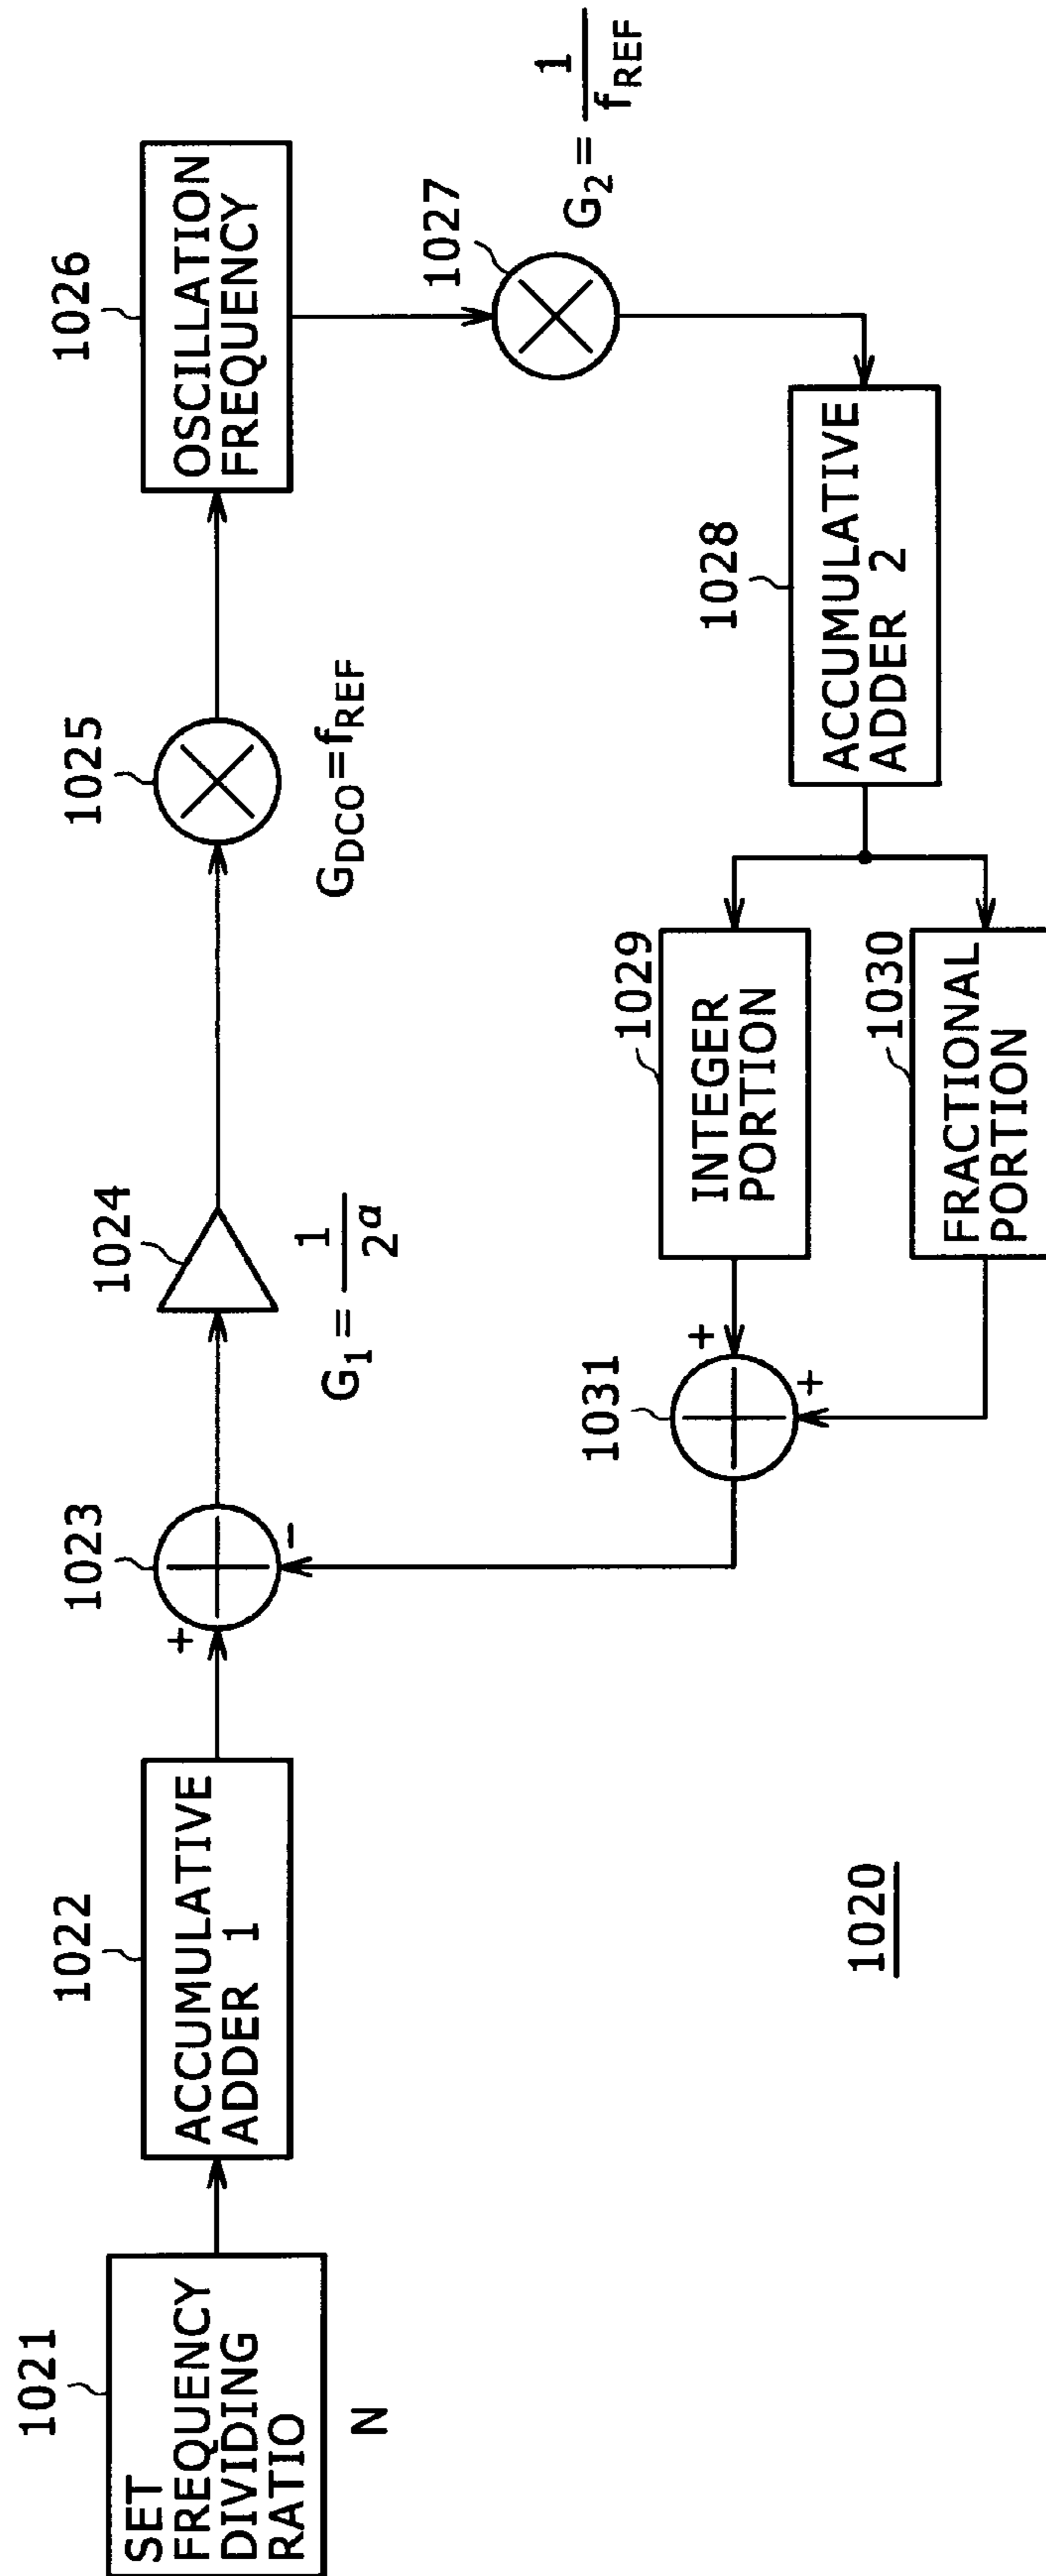 1021
SET
FREQUENCY
DIVIDING
RATIO
N
1022
ACCUMULATIVE
ADDER 1
1023
+
-
1024
G1 = 1/2α
1025
GDCO=fREF
1026
OSCILLATION
FREQUENCY
1027
G2 = 1/fREF
1028
ACCUMULATIVE
ADDER 2
1029
INTEGER
PORTION
1030
FRACTIONAL
PORTION
1031
+
+
1020